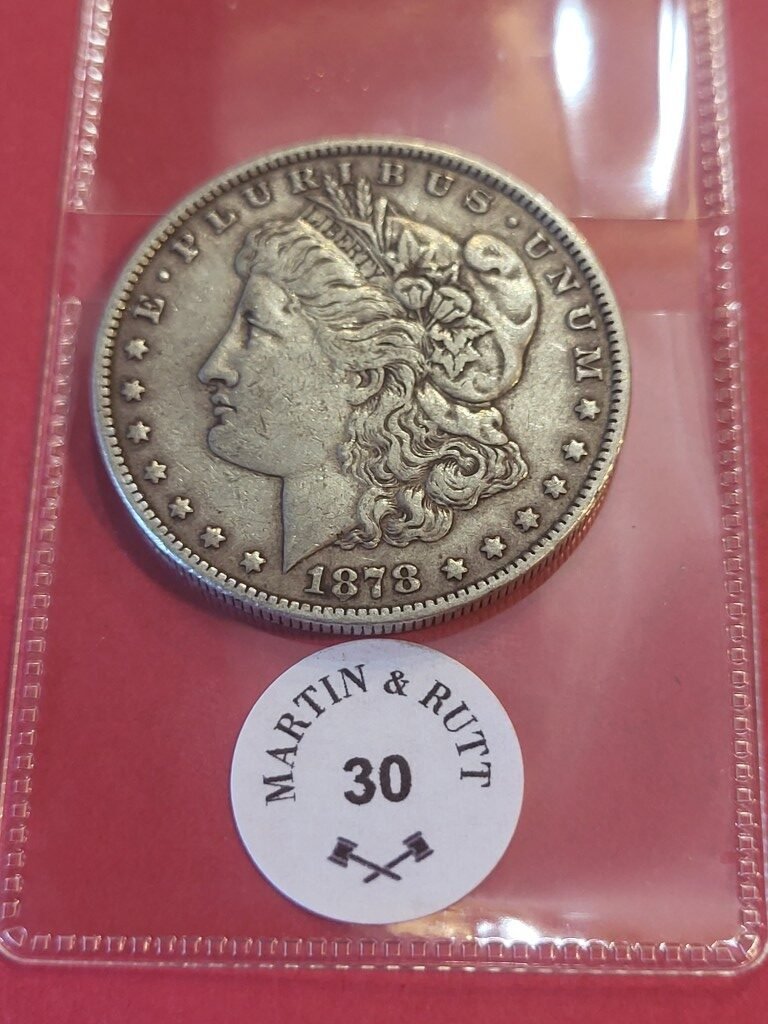 E · PLURIBUS · UNUM
LIBERTY
1878
MARTIN & RUTT
30